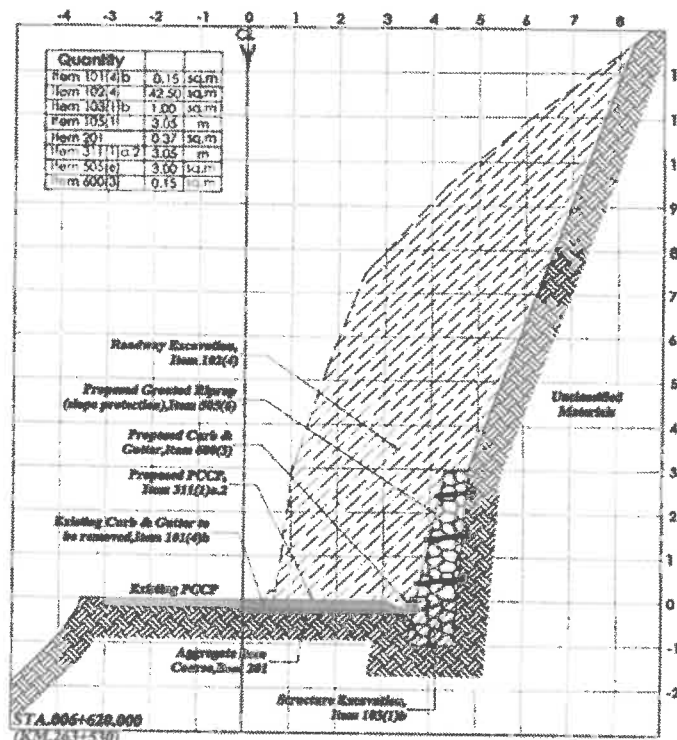 -4 -3 -2 -1 0 1 2 3 4 5 6 7 8
Quantity
Item 101(4)b 0.15 sq.m
Item 102(4) 42.50 sq.m
Item 103(1)b 1.00 sq.m
Item 105(1) 3.05 m
Item 201 0.37 sq.m
Item 311(1)a.2 3.05 m
Item 505(6) 3.00 sq.m
Item 600(3) 0.15 sq.m
9
8
7
6
5
4
3
2
1
0
-1
-2
Roadway Excavation,
Item 102(4)
Proposed Grouted Riprap
(slope protection),Item 505(6)
Proposed Curb &
Gutter,Item 600(3)
Proposed PCCP,
Item 311(1)a.2
Existing Curb & Gutter to
be removed,Item 101(4)b
Existing PCCP
Unclassified
Materials
Aggregate Base
Course,Item 201
Structure Excavation,
Item 103(1)b
STA.006+620.000
(KM.263+530)